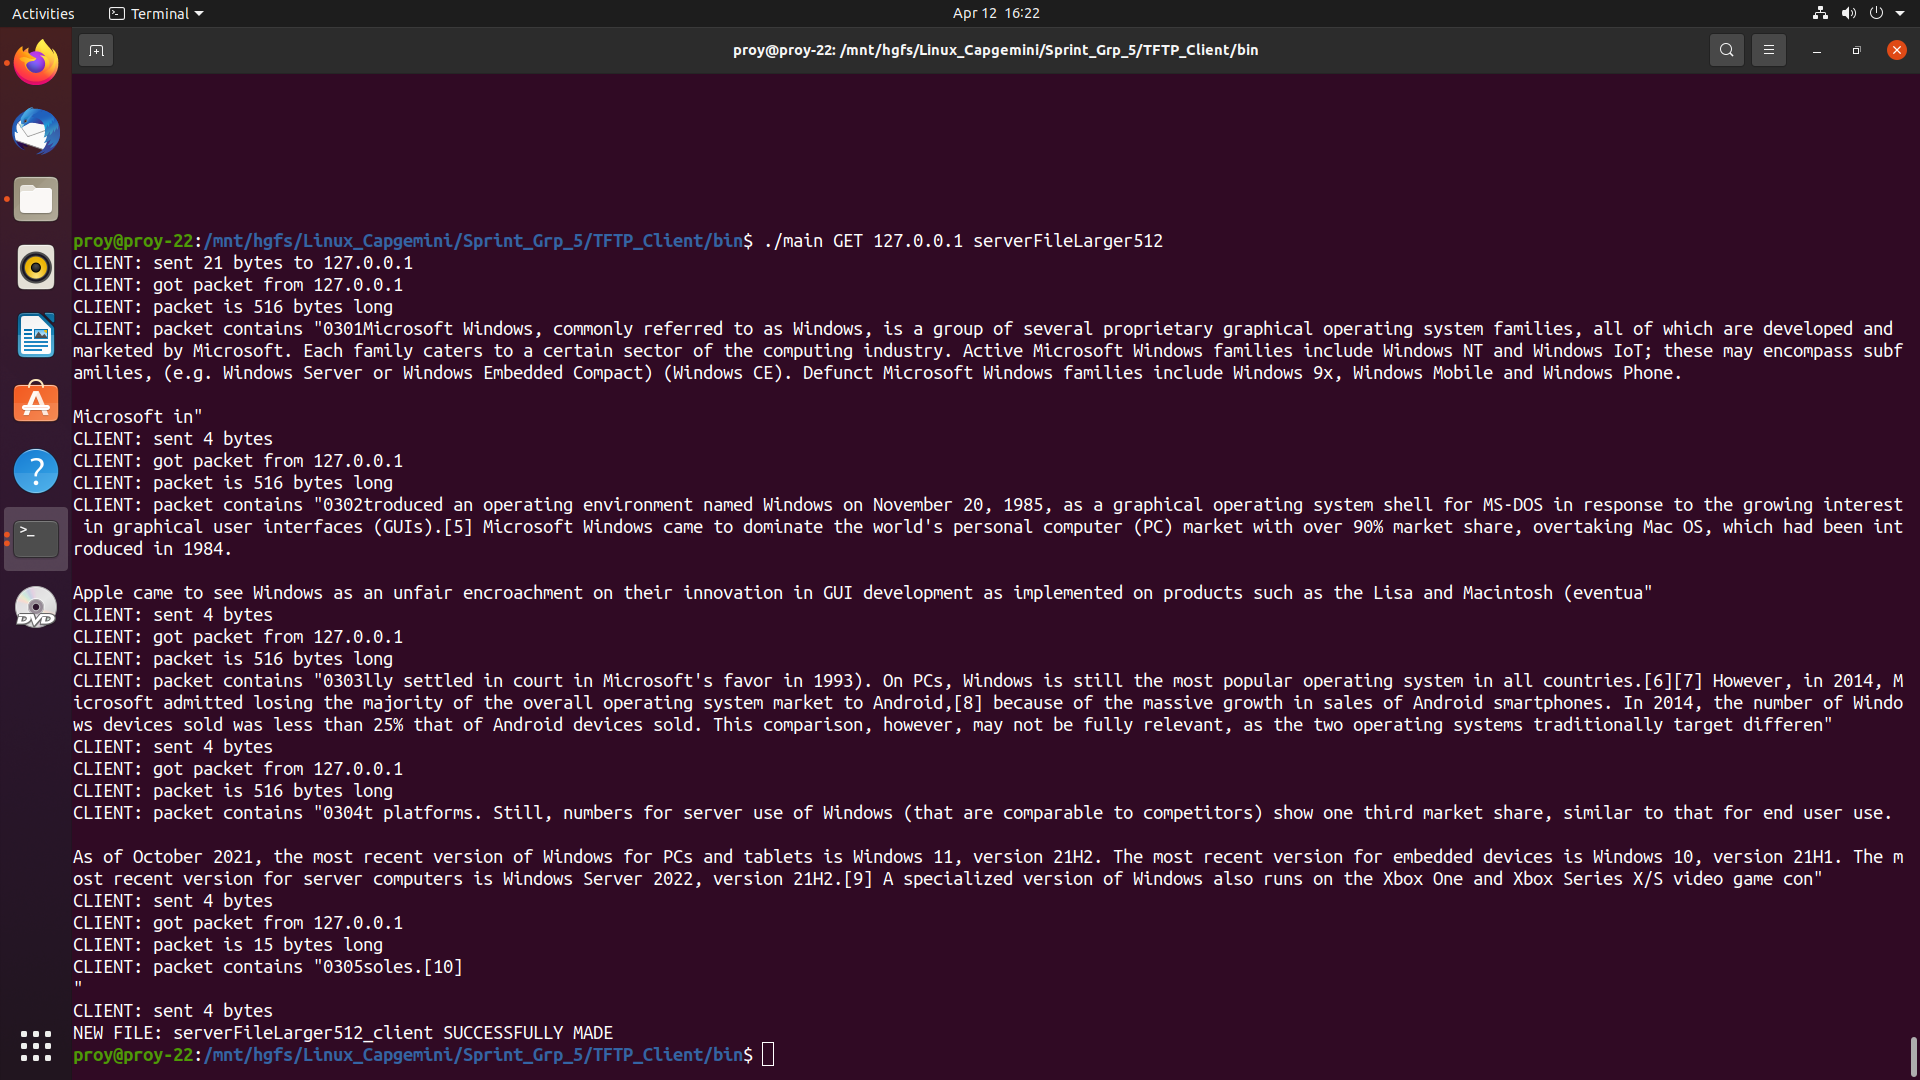 Activities
Terminal
Apr 12 16:22
proy@proy-22: /mnt/hgfs/Linux_Capgemini/Sprint_Grp_5/TFTP_Client/bin
proy@proy-22:/mnt/hgfs/Linux_Capgemini/Sprint_Grp_5/TFTP_Client/bin$ ./main GET 127.0.0.1 serverFileLarger512
CLIENT: sent 21 bytes to 127.0.0.1
CLIENT: got packet from 127.0.0.1
CLIENT: packet is 516 bytes long
CLIENT: packet contains "0301Microsoft Windows, commonly referred to as Windows, is a group of several proprietary graphical operating system families, all of which are developed and
marketed by Microsoft. Each family caters to a certain sector of the computing industry. Active Microsoft Windows families include Windows NT and Windows IoT; these may encompass subf
amilies, (e.g. Windows Server or Windows Embedded Compact) (Windows CE). Defunct Microsoft Windows families include Windows 9x, Windows Mobile and Windows Phone.
Microsoft in"
CLIENT: sent 4 bytes
CLIENT: got packet from 127.0.0.1
CLIENT: packet is 516 bytes long
CLIENT: packet contains "0302troduced an operating environment named Windows on November 20, 1985, as a graphical operating system shell for MS-DOS in response to the growing interest
in graphical user interfaces (GUIs).[5] Microsoft Windows came to dominate the world's personal computer (PC) market with over 90% market share, overtaking Mac OS, which had been int
roduced in 1984.
Apple came to see Windows as an unfair encroachment on their innovation in GUI development as implemented on products such as the Lisa and Macintosh (eventua"
CLIENT: sent 4 bytes
CLIENT: got packet from 127.0.0.1
CLIENT: packet is 516 bytes long
CLIENT: packet contains "0303lly settled in court in Microsoft's favor in 1993). On PCs, Windows is still the most popular operating system in all countries.[6][7] However, in 2014, M
icrosoft admitted losing the majority of the overall operating system market to Android,[8] because of the massive growth in sales of Android smartphones. In 2014, the number of Windo
ws devices sold was less than 25% that of Android devices sold. This comparison, however, may not be fully relevant, as the two operating systems traditionally target differen"
CLIENT: sent 4 bytes
CLIENT: got packet from 127.0.0.1
CLIENT: packet is 516 bytes long
CLIENT: packet contains "0304t platforms. Still, numbers for server use of Windows (that are comparable to competitors) show one third market share, similar to that for end user use.
As of October 2021, the most recent version of Windows for PCs and tablets is Windows 11, version 21H2. The most recent version for embedded devices is Windows 10, version 21H1. The m
ost recent version for server computers is Windows Server 2022, version 21H2.[9] A specialized version of Windows also runs on the Xbox One and Xbox Series X/S video game con"
CLIENT: sent 4 bytes
CLIENT: got packet from 127.0.0.1
CLIENT: packet is 15 bytes long
CLIENT: packet contains "0305soles.[10]
"
CLIENT: sent 4 bytes
NEW FILE: serverFileLarger512_client SUCCESSFULLY MADE
proy@proy-22:/mnt/hgfs/Linux_Capgemini/Sprint_Grp_5/TFTP_Client/bin$
DVD